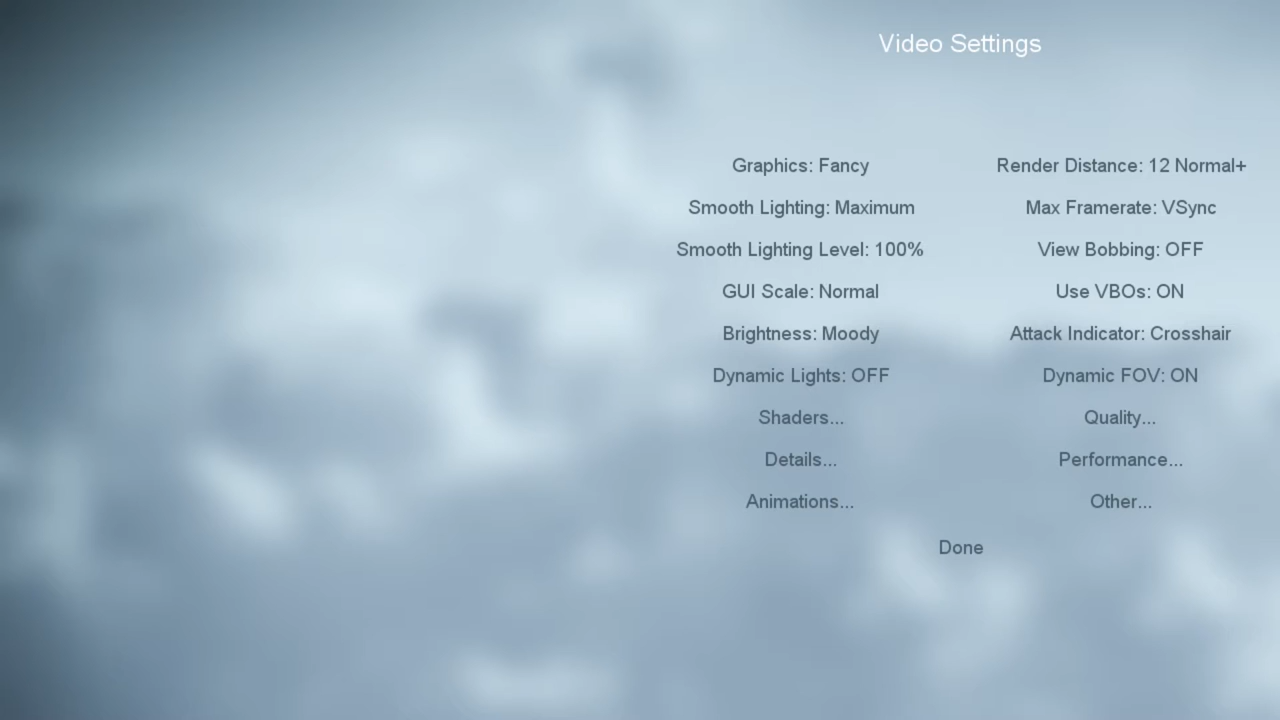 Video Settings
Graphics: Fancy
Render Distance: 12 Normal+
Smooth Lighting: Maximum
Max Framerate: VSync
Smooth Lighting Level: 100%
View Bobbing: OFF
GUI Scale: Normal
Use VBOs: ON
Brightness: Moody
Attack Indicator: Crosshair
Dynamic Lights: OFF
Dynamic FOV: ON
Shaders...
Quality...
Details...
Performance...
Animations...
Other...
Done